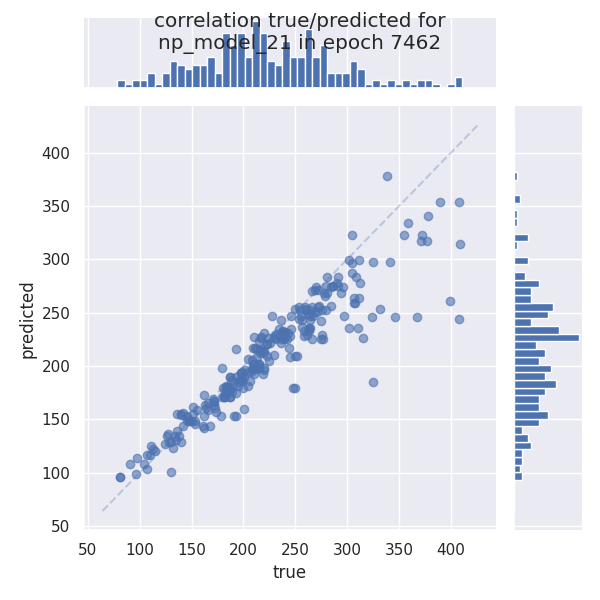 correlation true/predicted for
np_model_21 in epoch 7462
400
350
300
250
200
150
100
50
predicted
50 100 150 200 250 300 350 400
true